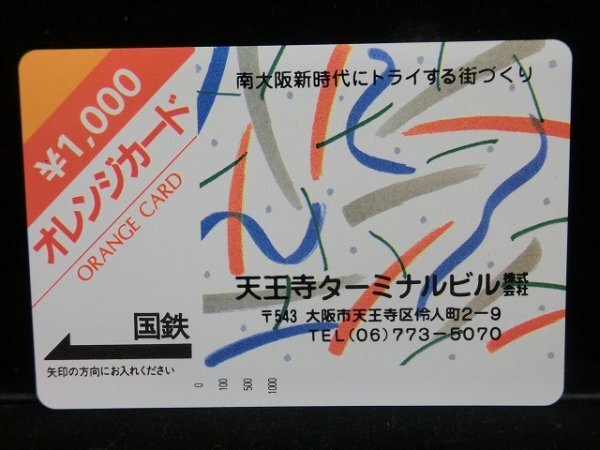 ¥1,000
オレンジカード
ORANGE CARD
南大阪新時代にトライする街づくり
天王寺ターミナルビル株式会社
〒543 大阪市天王寺区伶人町2-9
TEL(06)773-5070
国鉄
矢印の方向にお入れください
0 100 500 1000